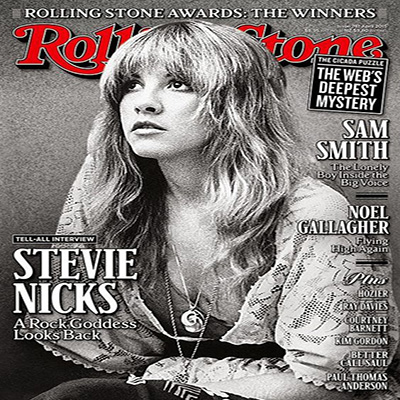 ROLLING STONE AWARDS: THE WINNERS
Rolling Stone
THE CICADA PUZZLE
THE WEB'S
DEEPEST
MYSTERY
SAM
SMITH
The Lonely
Boy Inside the
Big Voice
NOEL
GALLAGHER
Flying
High Again
TELL-ALL INTERVIEW
STEVIE
NICKS
A Rock Goddess
Looks Back
Plus
HOZIER
RAY DAVIES
COURTNEY
BARNETT
KIM GORDON
BETTER
CALL SAUL
PAUL THOMAS
ANDERSON